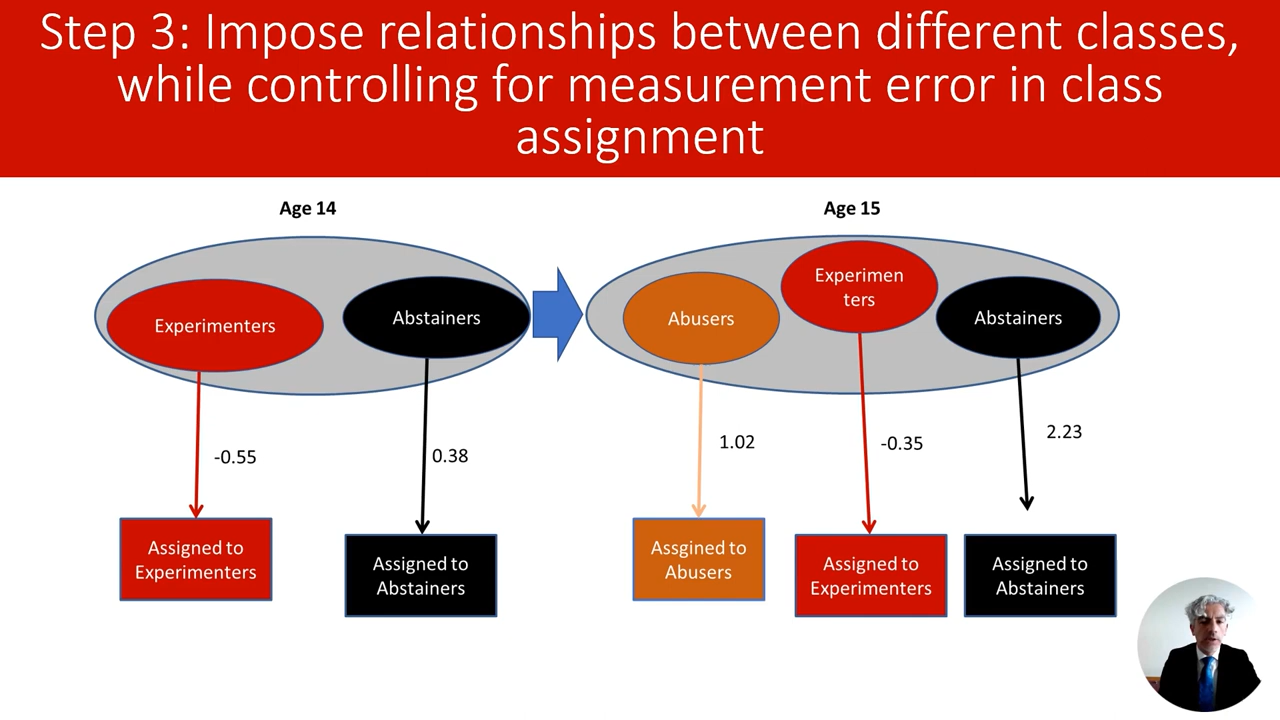 Step 3: Impose relationships between different classes,
while controlling for measurement error in class
assignment
Age 14
Age 15
Experimenters
Abstainers
Abusers
Experimen
ters
Abstainers
-0.55
0.38
1.02
-0.35
2.23
Assigned to
Experimenters
Assigned to
Abstainers
Assgined to
Abusers
Assigned to
Experimenters
Assigned to
Abstainers